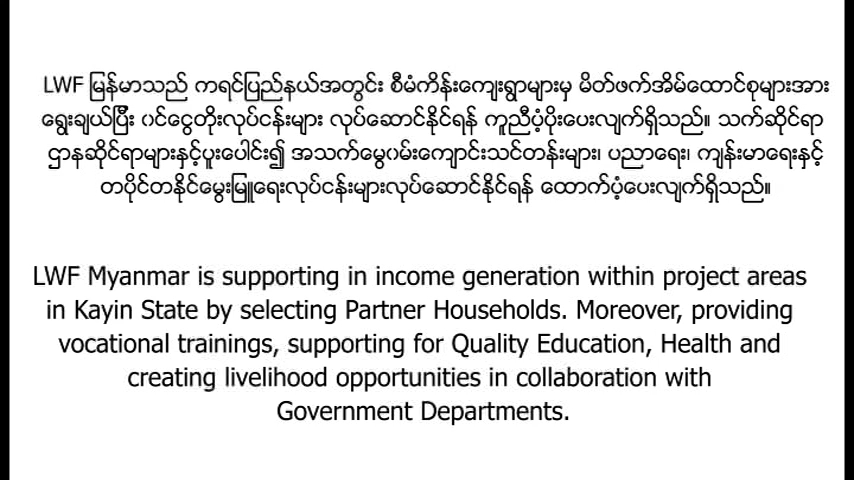 LWF မြန်မာသည် ကရင်ပြည်နယ်အတွင်း စီမံကိန်းကျေးရွာများမှ မိတ်ဖက်အိမ်ထောင်စုများအား
ရွေးချယ်ပြီး ၀င်ငွေတိုးလုပ်ငန်းများ လုပ်ဆောင်နိုင်ရန် ကူညီပံ့ပိုးပေးလျက်ရှိသည်။ သက်ဆိုင်ရာ
ဌာနဆိုင်ရာများနှင့်ပူးပေါင်း၍ အသက်မွေဂမ်းကျောင်းသင်တန်းများ၊ ပညာရေး၊ ကျန်းမာရေးနှင့်
တပိုင်တနိုင်မွေးမြူရေးလုပ်ငန်းများလုပ်ဆောင်နိုင်ရန် ထောက်ပံ့ပေးလျက်ရှိသည်။
LWF Myanmar is supporting in income generation within project areas
in Kayin State by selecting Partner Households. Moreover, providing
vocational trainings, supporting for Quality Education, Health and
creating livelihood opportunities in collaboration with
Government Departments.